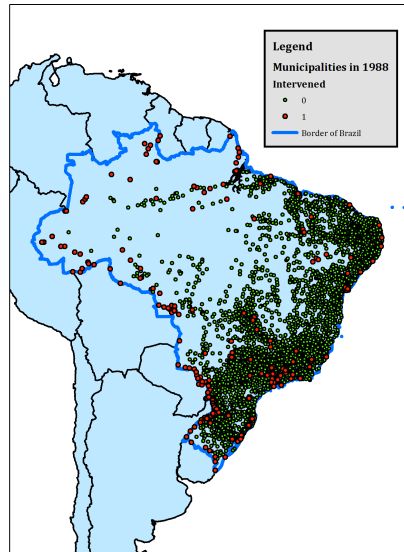 Legend
Municipalities in 1988
Intervened
0
1
Border of Brazil